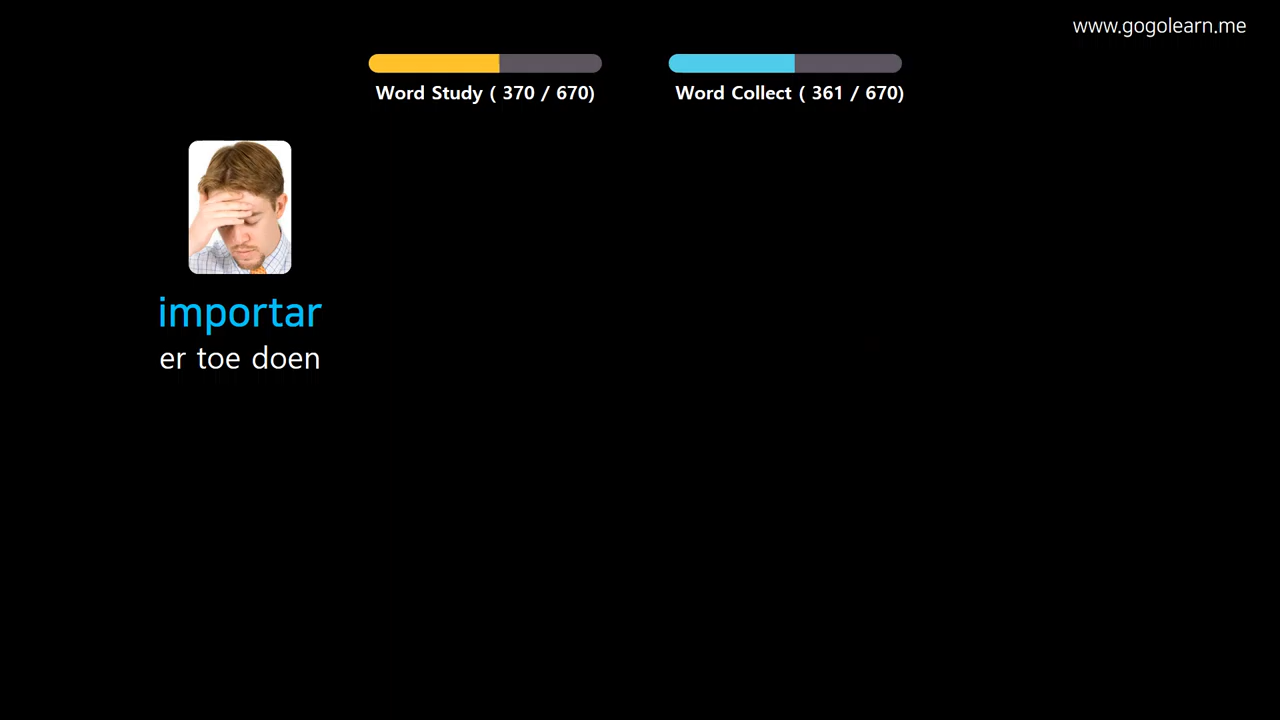 www.gogolearn.me
Word Study ( 370 / 670)
Word Collect ( 361 / 670)
importar
er toe doen